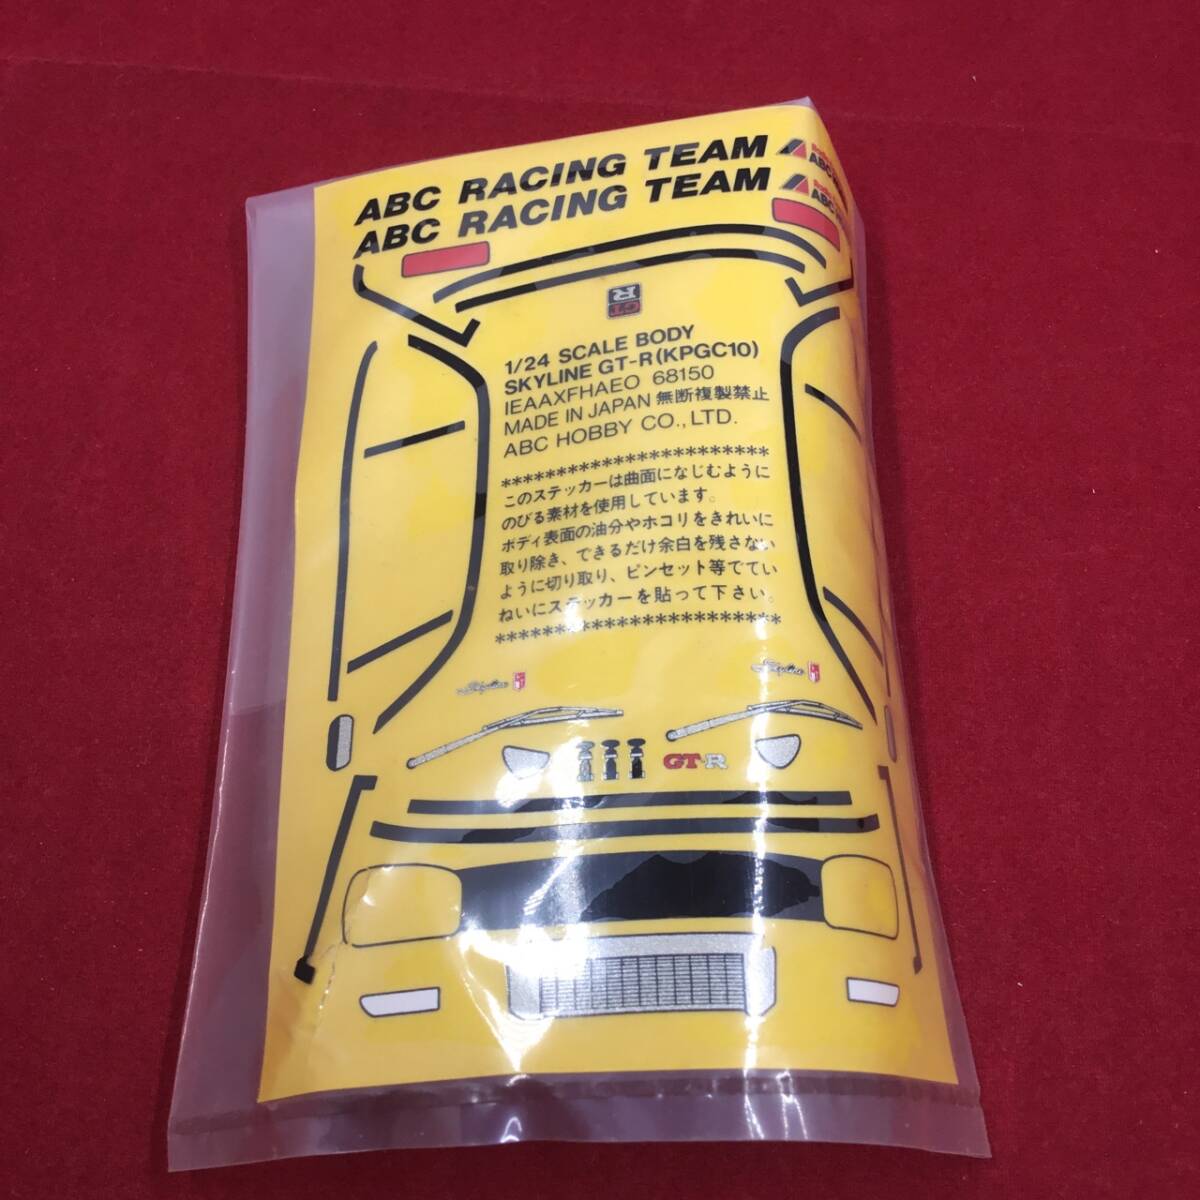 ABC RACING TEAM
ABC RACING TEAM
GT
R
1/24 SCALE BODY
SKYLINE GT-R(KPGC10)
IEAAXFHAEO 68150
MADE IN JAPAN 無断複製禁止
ABC HOBBY CO.,LTD.
************************
このステッカーは曲面になじむように
のびる素材を使用しています。
ボディ表面の油分やホコリをきれいに
取り除き、できるだけ余白を残さない
ように切り取り、ピンセット等でてい
ねいにステッカーを貼って下さい。
************************
Skyline
Skyline
GT-R